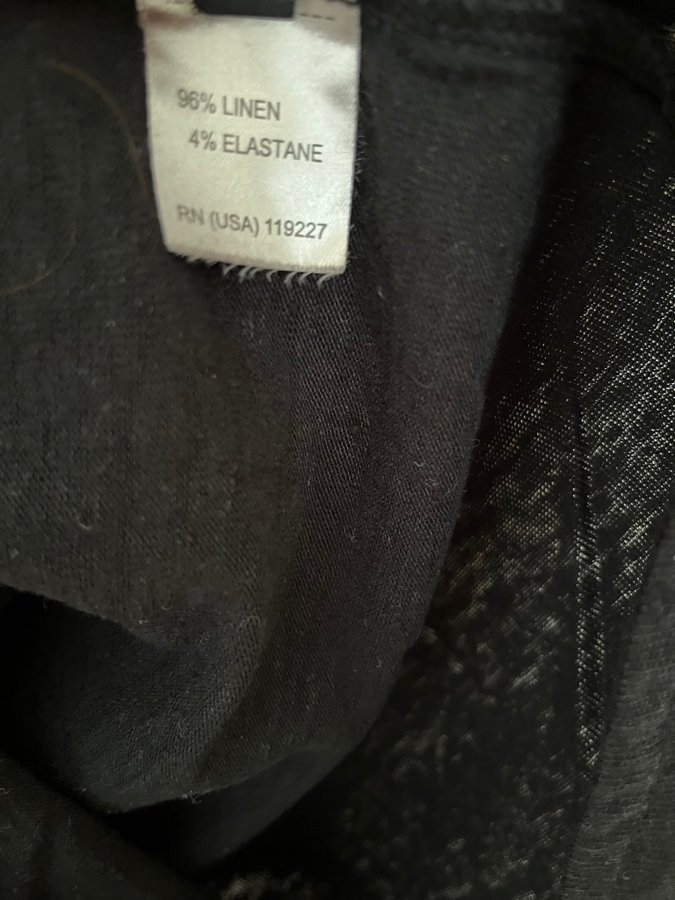 96% LINEN
4% ELASTANE
RN (USA) 119227